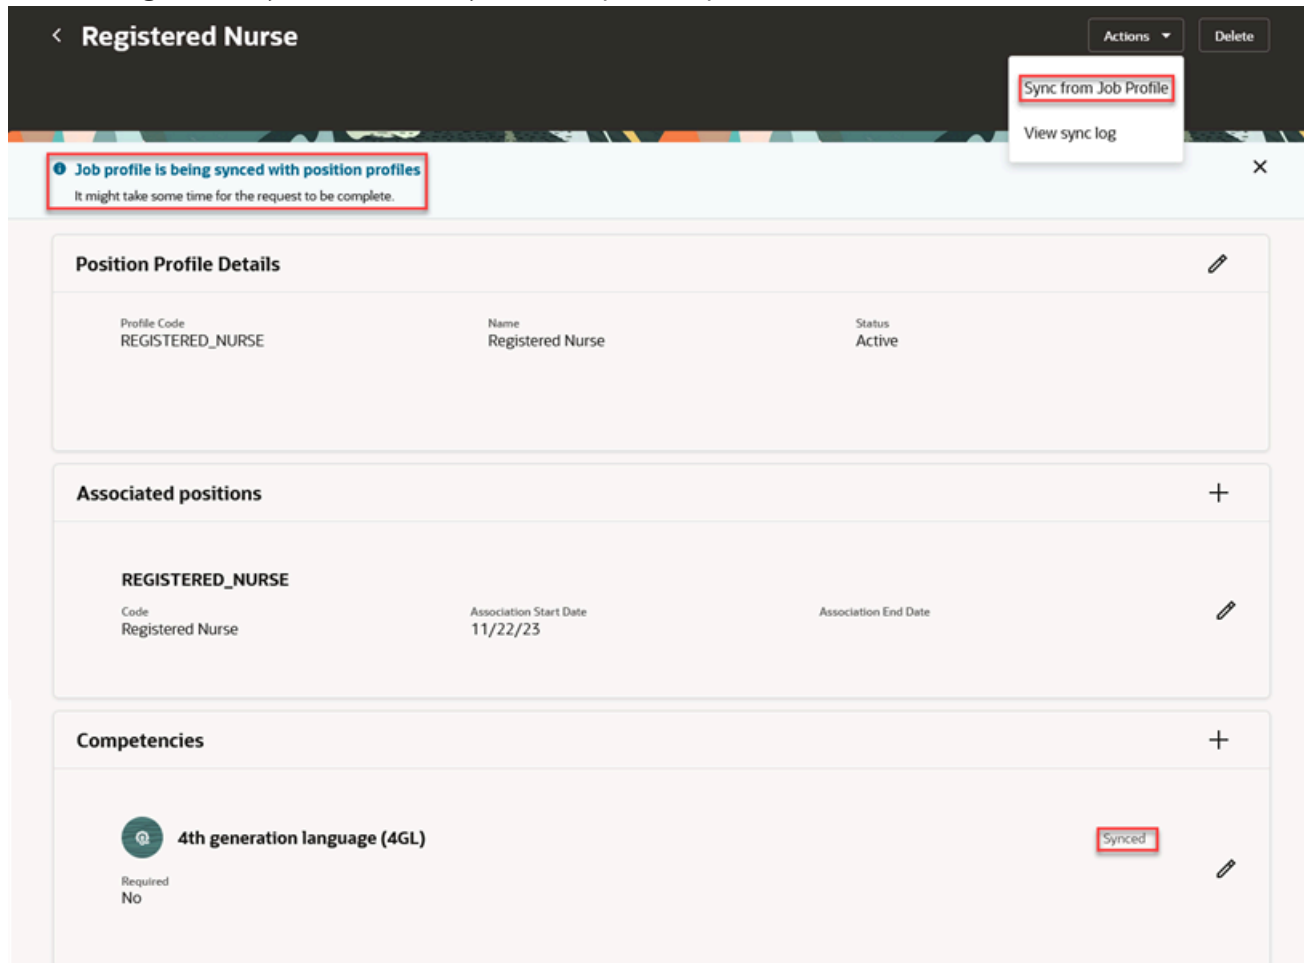 Registered Nurse
Actions
Delete
Sync from Job Profile
View sync log
Job profile is being synced with position profiles
It might take some time for the request to be complete.
Position Profile Details
Profile Code
Name
Status
REGISTERED_NURSE
Registered Nurse
Active
Associated positions
REGISTERED_NURSE
Code
Association Start Date
Association End Date
Registered Nurse
11/22/23
Competencies
4th generation language (4GL)
Synced
Required
No